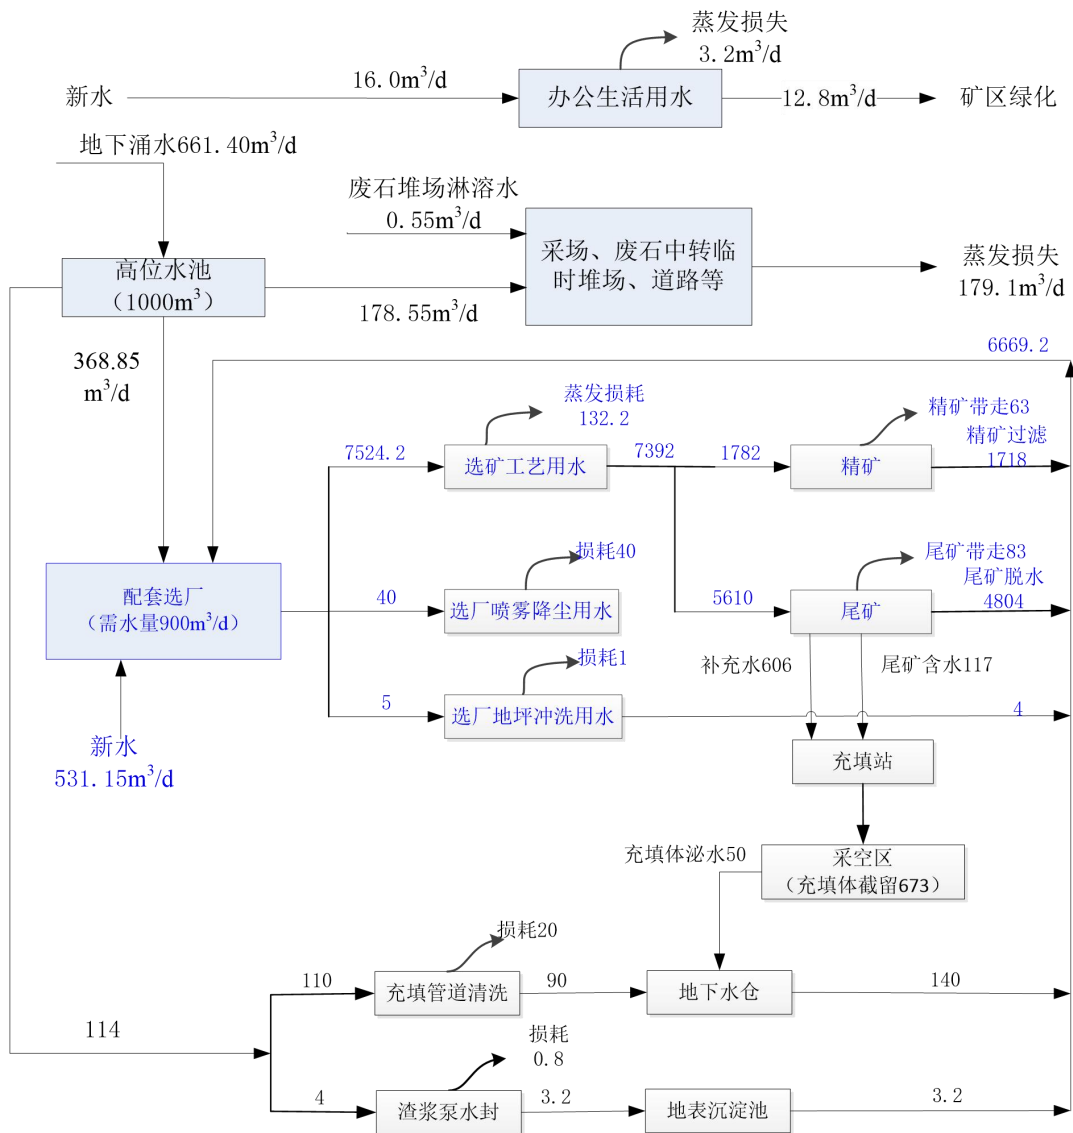 蒸发损失
3.2m³/d
新水
16.0m³/d
办公生活用水
12.8m³/d
矿区绿化
地下涌水661.40m³/d
废石堆场淋溶水
0.55m³/d
高位水池
（1000m³）
采场、废石中转临
时堆场、道路等
蒸发损失
179.1m³/d
178.55m³/d
368.85
m³/d
6669.2
蒸发损耗
132.2
精矿带走63
精矿过滤
1718
7524.2
选矿工艺用水
7392
1782
精矿
损耗40
尾矿带走83
尾矿脱水
4804
配套选厂
（需水量900m³/d）
40
选厂喷雾降尘用水
5610
尾矿
补充水606
尾矿含水117
损耗1
5
选厂地坪冲洗用水
4
新水
531.15m³/d
充填站
充填体泌水50
采空区
（充填体截留673）
损耗20
110
充填管道清洗
90
地下水仓
140
114
损耗
0.8
4
渣浆泵水封
3.2
地表沉淀池
3.2